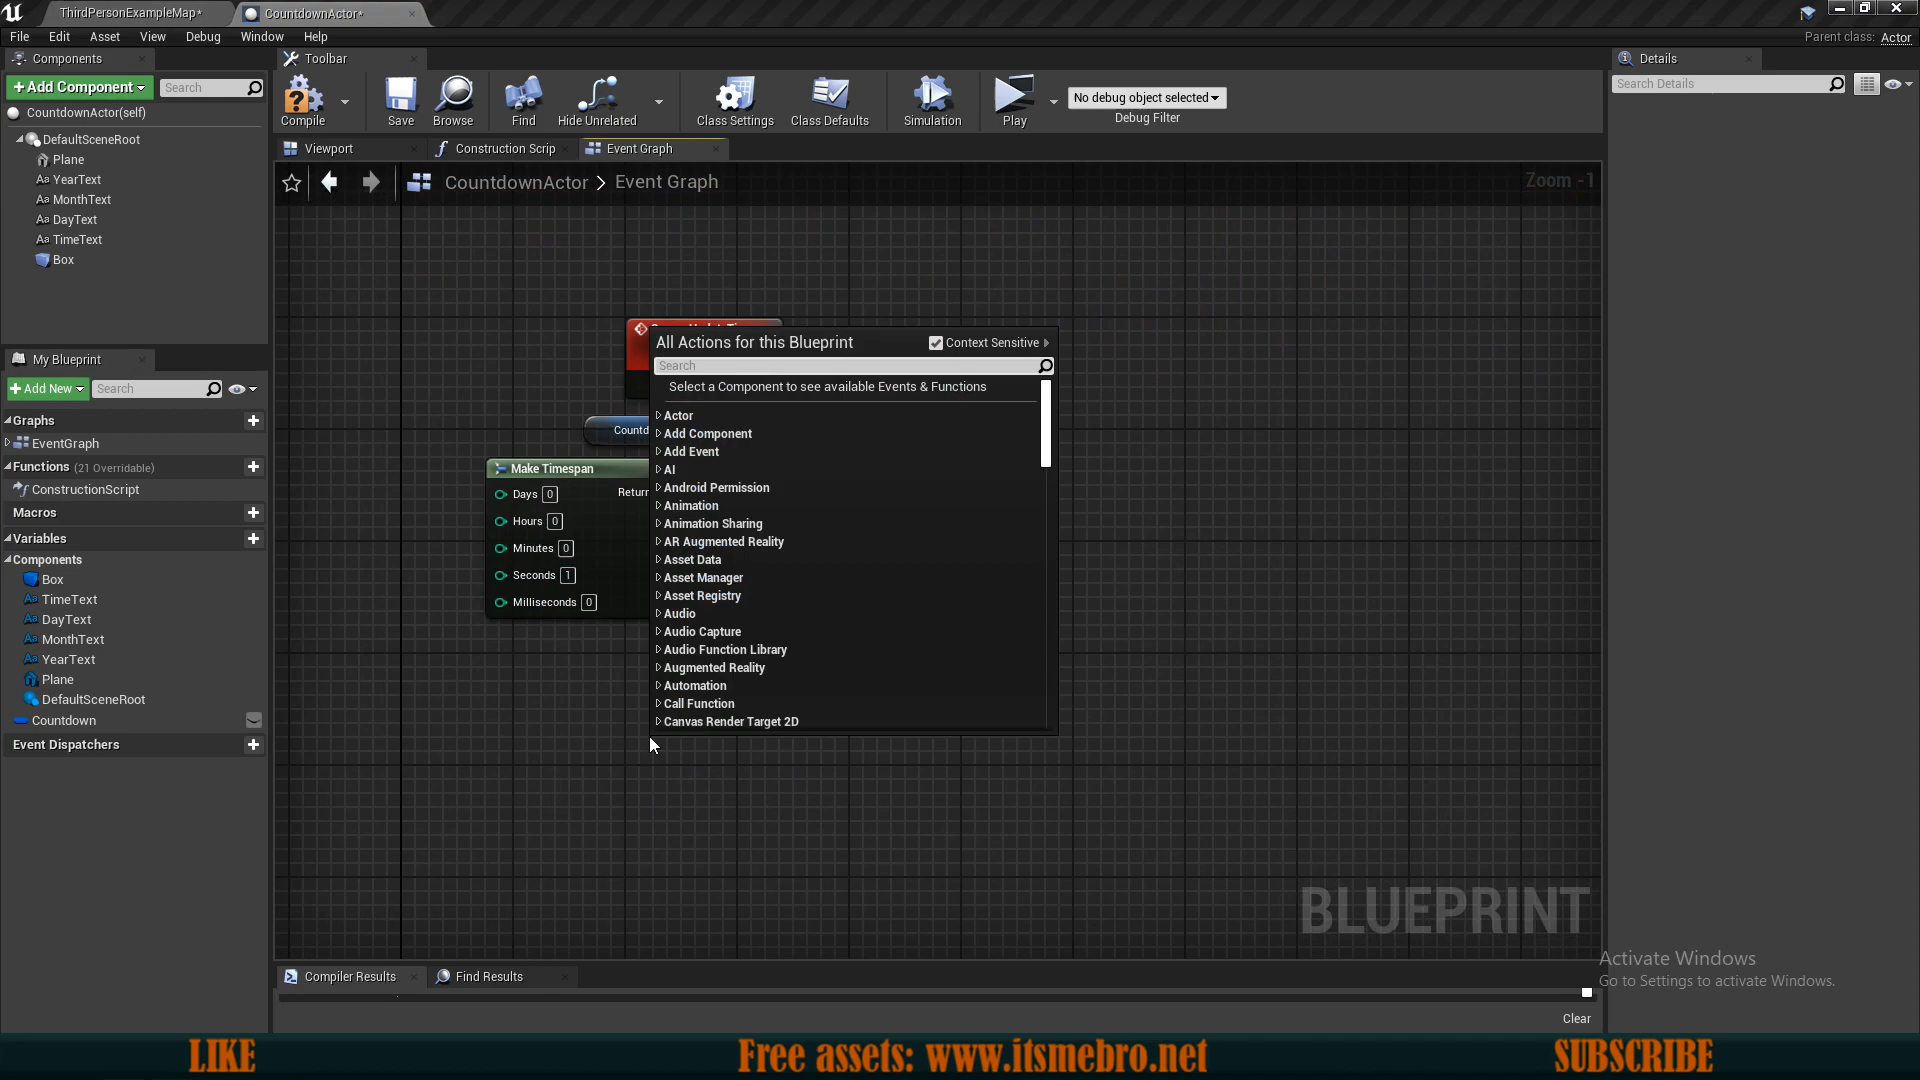 ThirdPersonExampleMap*
CountdownActor*
File Edit Asset View Debug Window Help
Parent class: Actor
Components
Toolbar
Details
+Add Component
Search
Search Details
CountdownActor(self)
DefaultSceneRoot
Plane
YearText
MonthText
DayText
TimeText
Box
Compile
Save
Browse
Find
Hide Unrelated
Class Settings
Class Defaults
Simulation
Play
No debug object selected
Debug Filter
Viewport
Construction Scrip
Event Graph
CountdownActor > Event Graph
Zoom -1
My Blueprint
+Add New
Search
Graphs
EventGraph
Functions (21 Overridable)
ConstructionScript
Macros
Variables
Components
Box
TimeText
DayText
MonthText
YearText
Plane
DefaultSceneRoot
Countdown
Event Dispatchers
Countd
Make Timespan
Days 0
Return
Hours 0
Minutes 0
Seconds 1
Milliseconds 0
All Actions for this Blueprint
Context Sensitive
Search
Select a Component to see available Events & Functions
Actor
Add Component
Add Event
AI
Android Permission
Animation
Animation Sharing
AR Augmented Reality
Asset Data
Asset Manager
Asset Registry
Audio
Audio Capture
Audio Function Library
Augmented Reality
Automation
Call Function
Canvas Render Target 2D
BLUEPRINT
Activate Windows
Go to Settings to activate Windows.
Compiler Results
Find Results
Clear
LIKE
Free assets: www.itsmebro.net
SUBSCRIBE